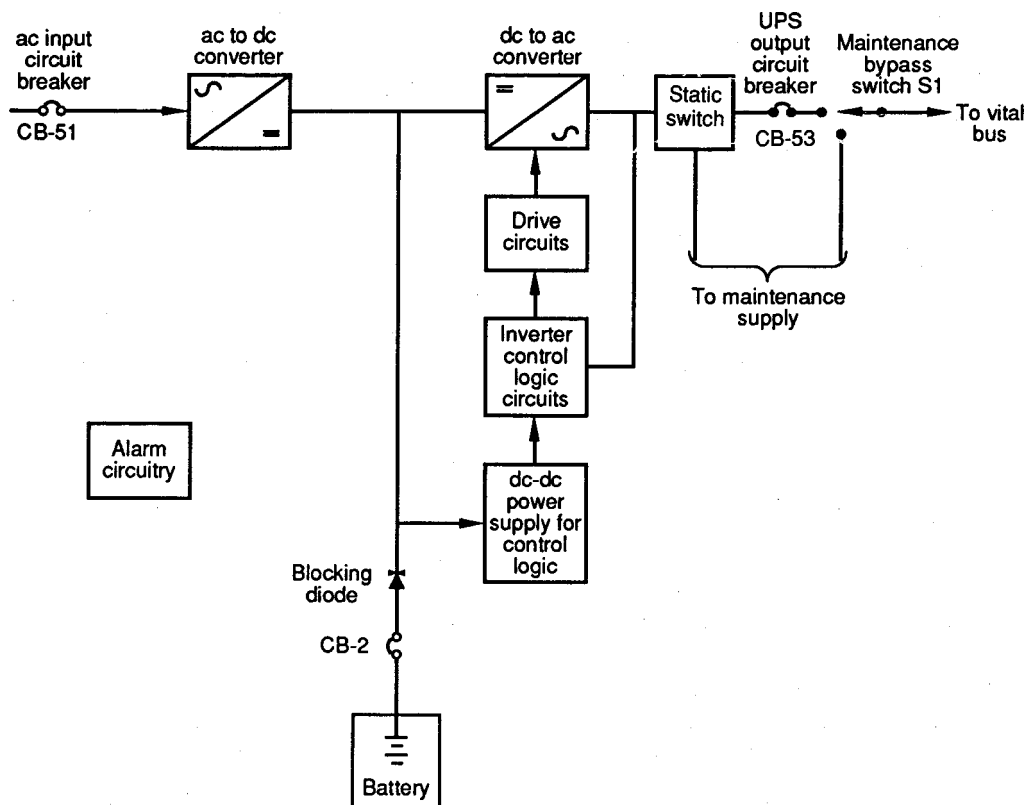 ac input
circuit
breaker
CB-51
ac to dc
converter
dc to ac
converter
Static
switch
UPS
output
circuit
breaker
CB-53
Maintenance
bypass
switch S1
To vital
bus
Drive
circuits
To maintenance
supply
Inverter
control
logic
circuits
Alarm
circuitry
dc-dc
power
supply for
control
logic
Blocking
diode
CB-2
Battery